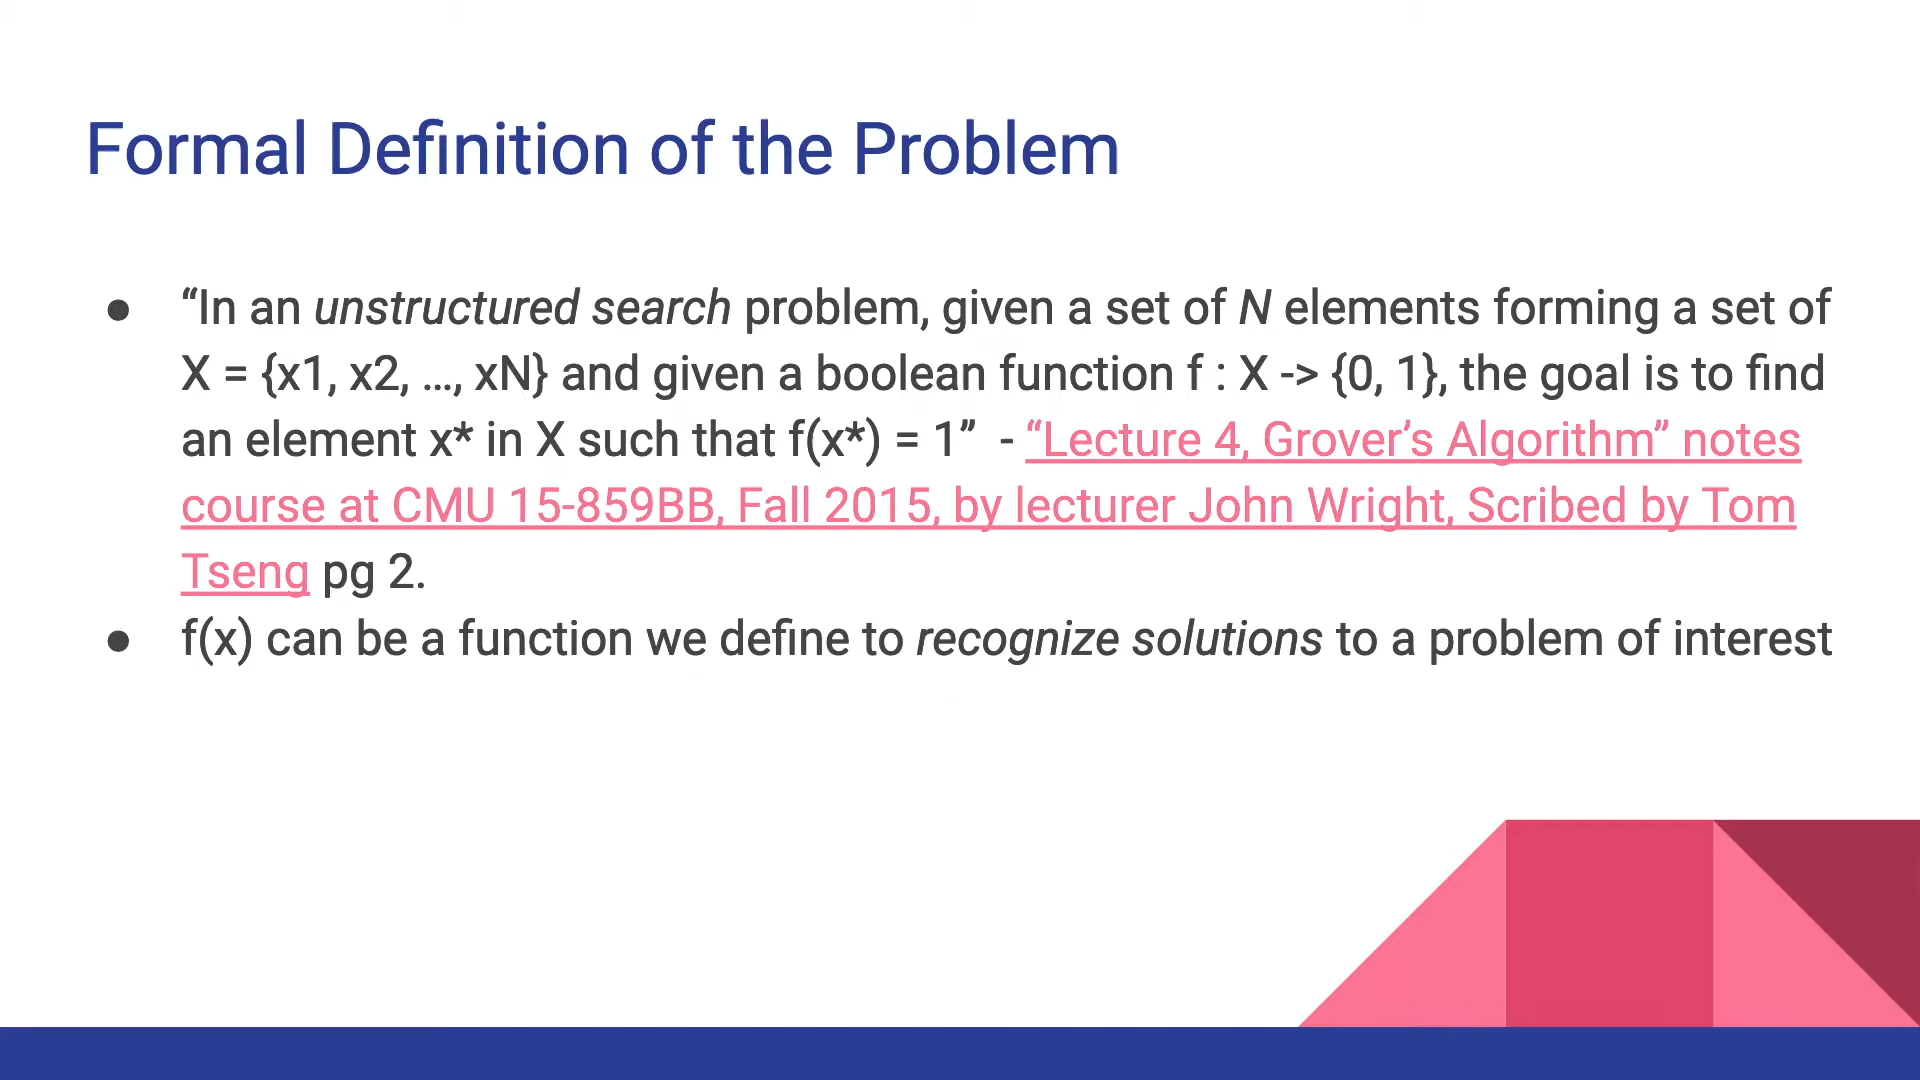 Formal Definition of the Problem
● “In an unstructured search problem, given a set of N elements forming a set of
X = {x1, x2, …, xN} and given a boolean function f : X -> {0, 1}, the goal is to find
an element x* in X such that f(x*) = 1”  - “Lecture 4, Grover’s Algorithm” notes
course at CMU 15-859BB, Fall 2015, by lecturer John Wright, Scribed by Tom
Tseng pg 2.
● f(x) can be a function we define to recognize solutions to a problem of interest